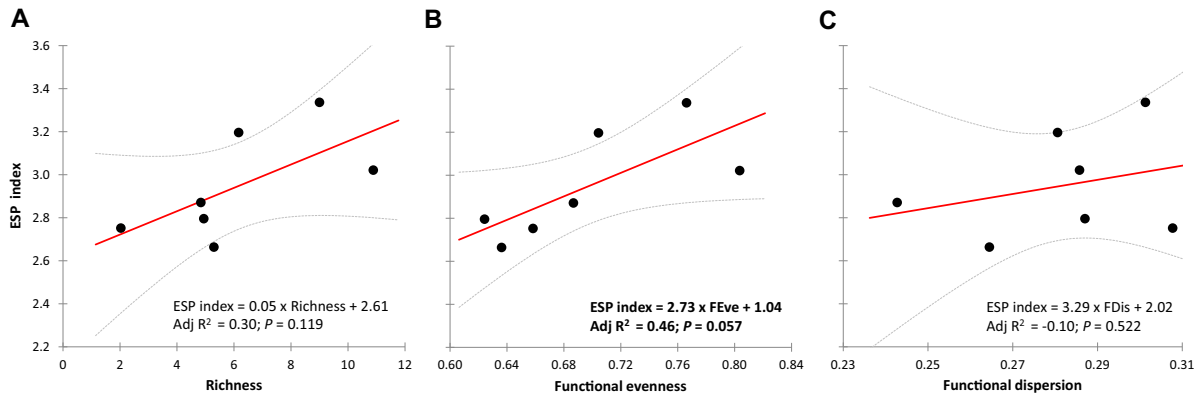 A
B
C
3.6
3.4
3.2
3.0
2.8
2.6
2.4
2.2
ESP index
0 2 4 6 8 10 12
Richness
ESP index = 0.05 x Richness + 2.61
Adj R² = 0.30; P = 0.119
0.60 0.64 0.68 0.72 0.76 0.80 0.84
Functional evenness
ESP index = 2.73 x FEve + 1.04
Adj R² = 0.46; P = 0.057
0.23 0.25 0.27 0.29 0.31
Functional dispersion
ESP index = 3.29 x FDis + 2.02
Adj R² = -0.10; P = 0.522